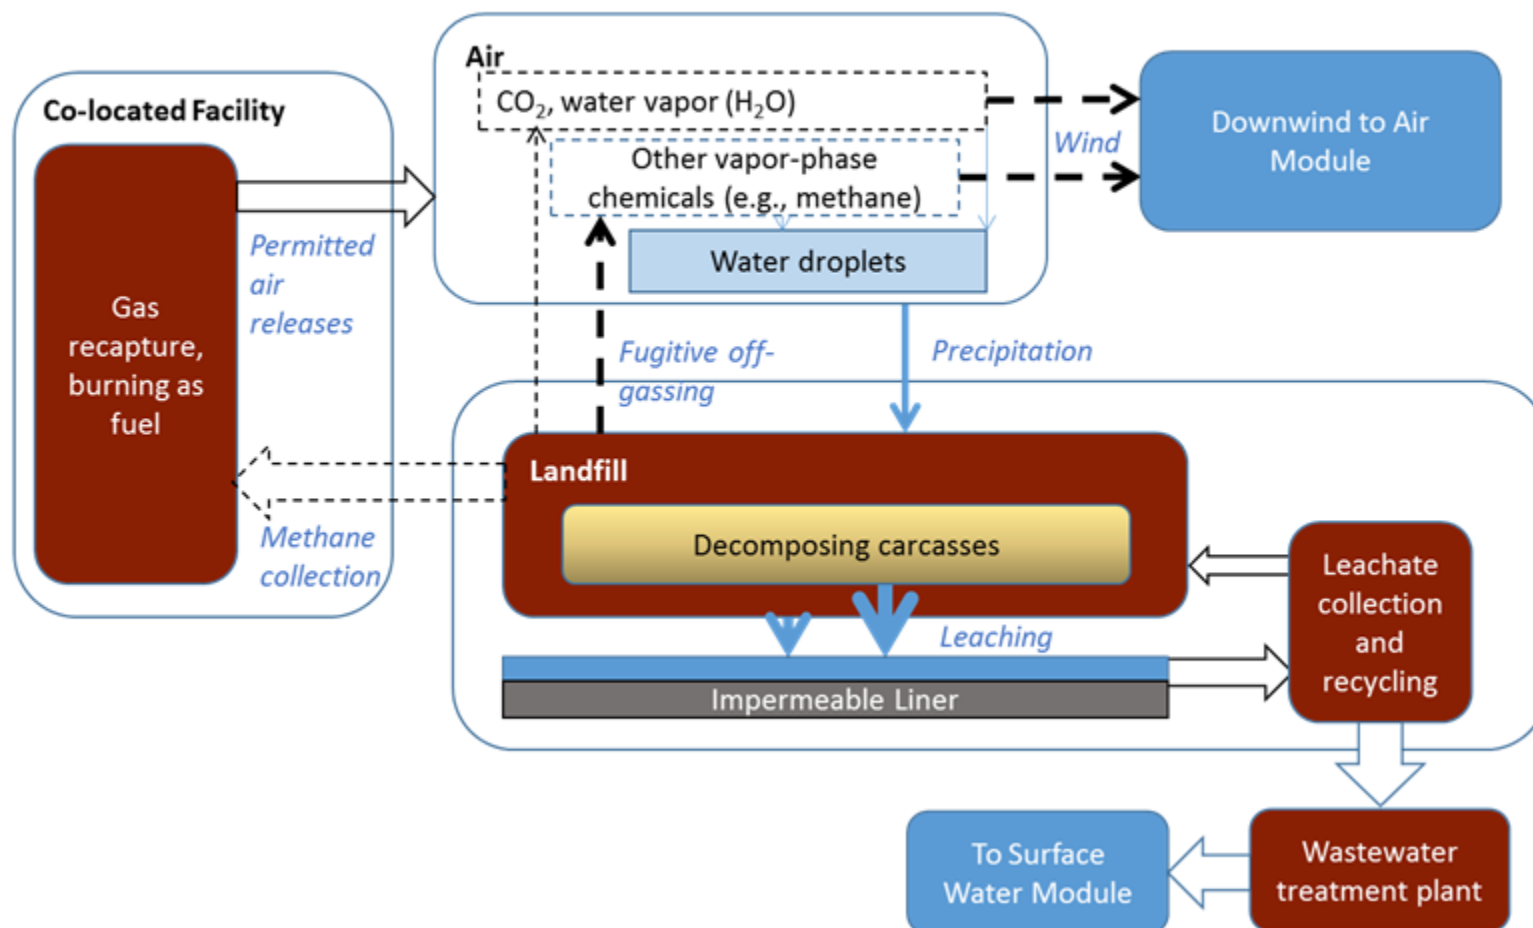 Air
Co-located Facility
CO₂, water vapor (H₂O)
Other vapor-phase
chemicals (e.g., methane)
Water droplets
Wind
Downwind to Air
Module
Permitted
air
releases
Gas
recapture,
burning as
fuel
Fugitive off-
gassing
Precipitation
Methane
collection
Landfill
Decomposing carcasses
Leaching
Impermeable Liner
Leachate
collection
and
recycling
To Surface
Water Module
Wastewater
treatment plant